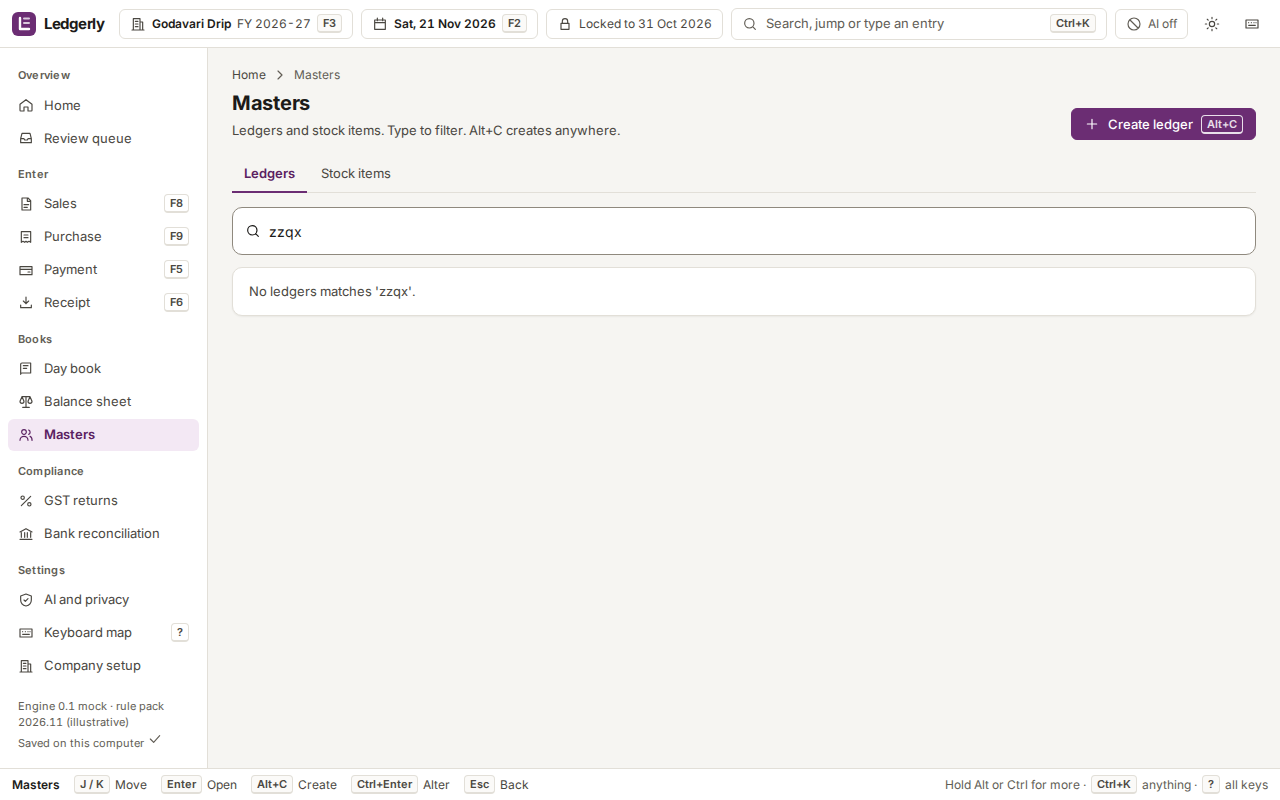 Ledgerly
Godavari Drip FY 2026-27 F3
Sat, 21 Nov 2026 F2
Locked to 31 Oct 2026
Search, jump or type an entry Ctrl+K
AI off
Overview
Home
Review queue
Enter
Sales F8
Purchase F9
Payment F5
Receipt F6
Books
Day book
Balance sheet
Masters
Compliance
GST returns
Bank reconciliation
Settings
AI and privacy
Keyboard map ?
Company setup
Engine 0.1 mock · rule pack
2026.11 (illustrative)
Saved on this computer
Home > Masters
Masters
Ledgers and stock items. Type to filter. Alt+C creates anywhere.
Create ledger Alt+C
Ledgers
Stock items
zzqx
No ledgers matches 'zzqx'.
Masters J / K Move Enter Open Alt+C Create Ctrl+Enter Alter Esc Back
Hold Alt or Ctrl for more · Ctrl+K anything · ? all keys